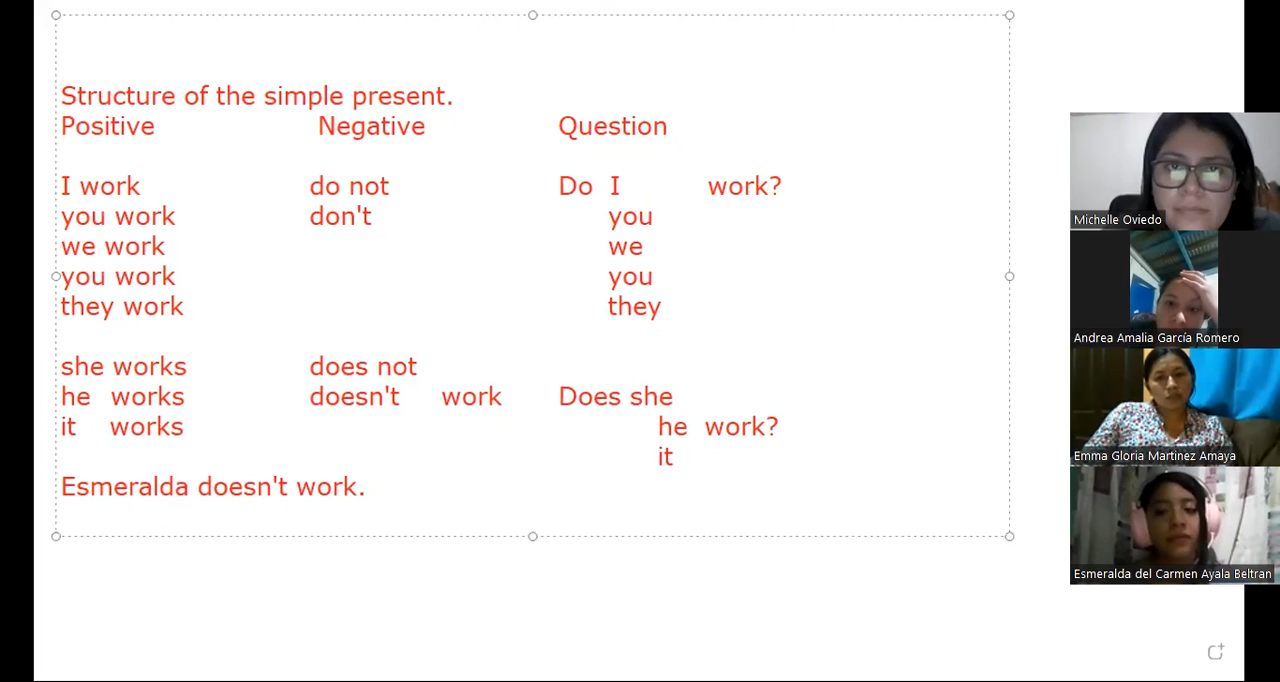 Structure of the simple present.
Positive Negative Question
I work do not Do I work?
you work don't you
we work we
you work you
they work they
she works does not
he works doesn't work Does she
it works he work?
it
Esmeralda doesn't work.
Michelle Oviedo
Andrea Amalia García Romero
Emma Gloria Martinez Amaya
Esmeralda del Carmen Ayala Beltran